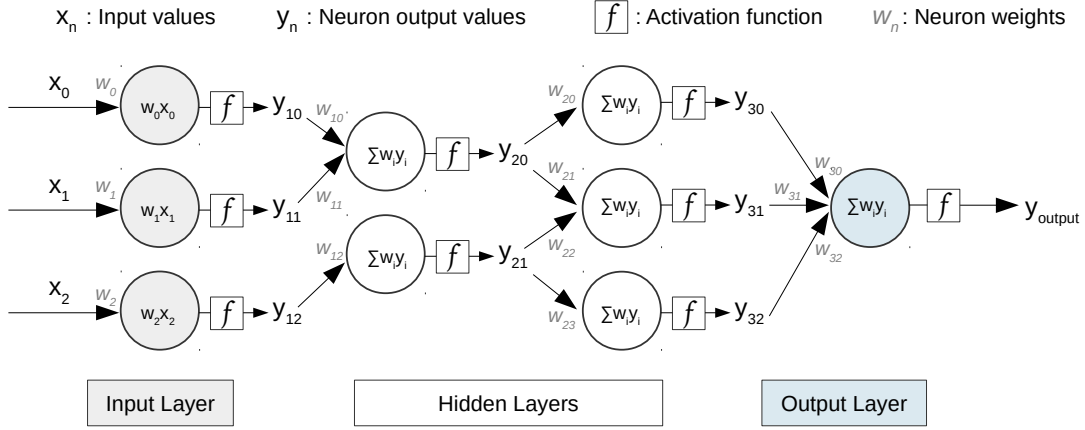 xn : Input values yn : Neuron output values f : Activation function wn : Neuron weights
x0 w0 w0x0 f y10 w10 ∑wiyi f y20 w20 ∑wiyi f y30 w30
x1 w1 w1x1 f y11 w11 w21 ∑wiyi f y31 w31 ∑wiyi f youtput
x2 w2 w2x2 f y12 w12 ∑wiyi f y21 w22 w23 ∑wiyi f y32 w32
Input Layer Hidden Layers Output Layer